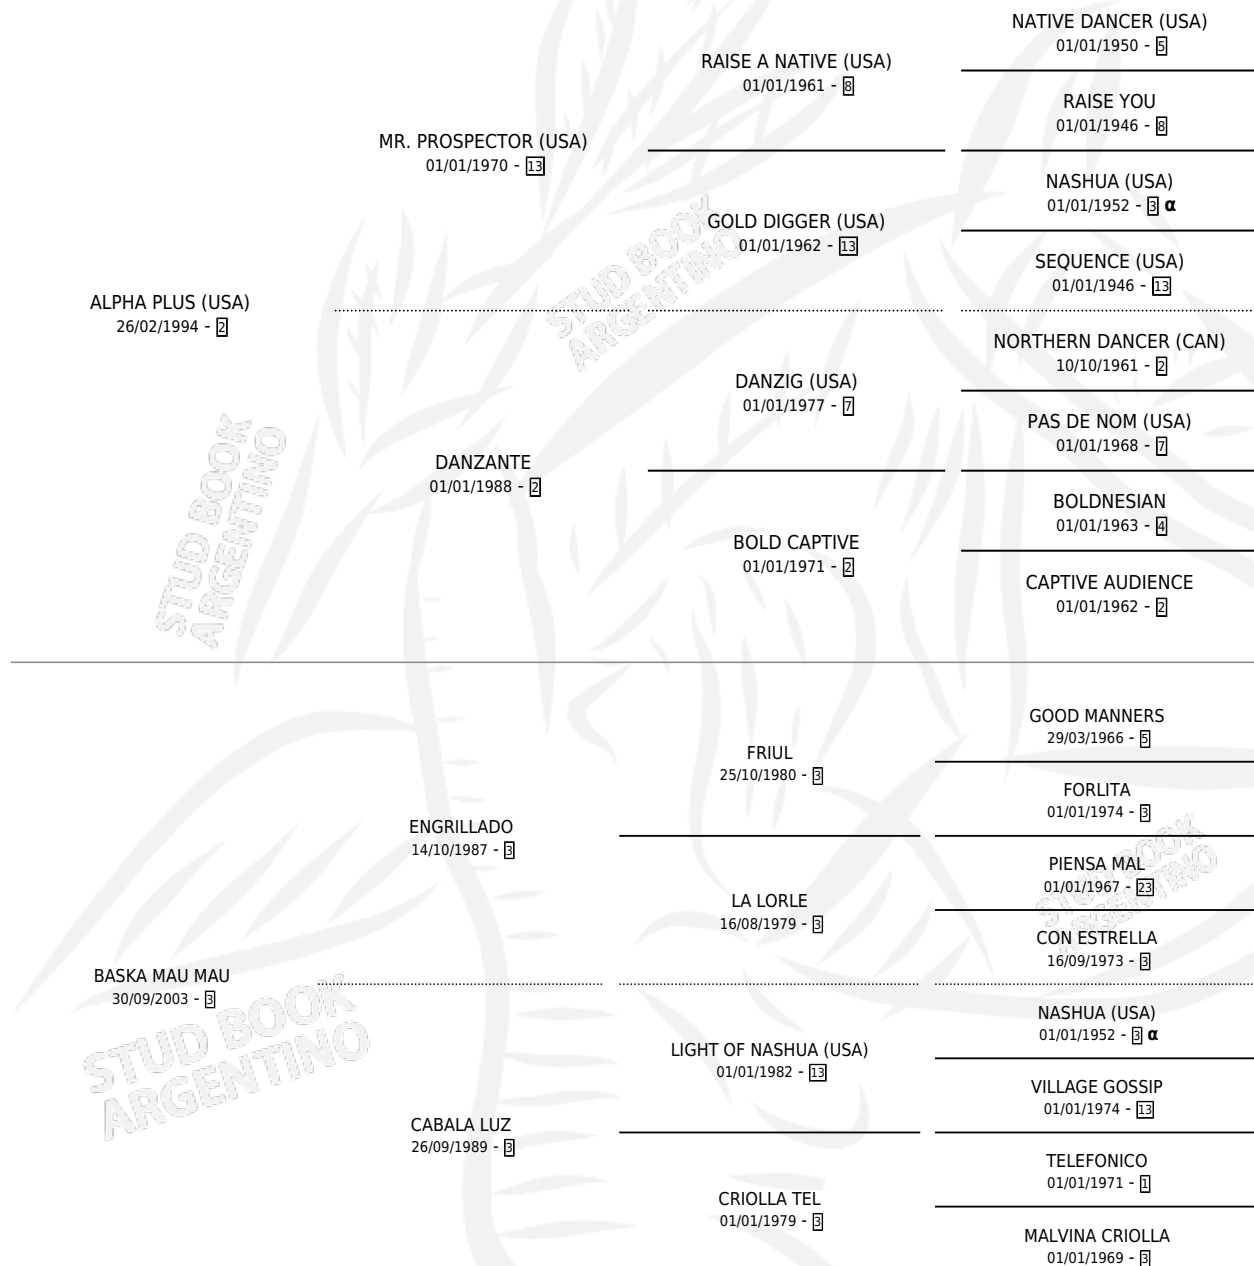 NATIVE DANCER (USA)
01/01/1950 - 5
RAISE A NATIVE (USA)
01/01/1961 - 8
RAISE YOU
01/01/1946 - 8
MR. PROSPECTOR (USA)
01/01/1970 - 13
NASHUA (USA)
01/01/1952 - 3 α
GOLD DIGGER (USA)
01/01/1962 - 13
SEQUENCE (USA)
01/01/1946 - 13
ALPHA PLUS (USA)
26/02/1994 - 2
NORTHERN DANCER (CAN)
10/10/1961 - 2
DANZIG (USA)
01/01/1977 - 7
PAS DE NOM (USA)
01/01/1968 - 7
DANZANTE
01/01/1988 - 2
BOLDNESIAN
01/01/1963 - 4
BOLD CAPTIVE
01/01/1971 - 2
CAPTIVE AUDIENCE
01/01/1962 - 2
GOOD MANNERS
29/03/1966 - 5
FRIUL
25/10/1980 - 3
FORLITA
01/01/1974 - 3
ENGRILLADO
14/10/1987 - 3
PIENSA MAL
01/01/1967 - 23
LA LORLE
16/08/1979 - 3
CON ESTRELLA
16/09/1973 - 3
BASKA MAU MAU
30/09/2003 - 3
NASHUA (USA)
01/01/1952 - 3 α
LIGHT OF NASHUA (USA)
01/01/1982 - 13
VILLAGE GOSSIP
01/01/1974 - 13
CABALA LUZ
26/09/1989 - 3
TELEFONICO
01/01/1971 - 1
CRIOLLA TEL
01/01/1979 - 3
MALVINA CRIOLLA
01/01/1969 - 3
STUD BOOK
ARGENTINO
STUD BOOK
ARGENTINO
STUD BOOK
ARGENTINO
STUD BOOK
ARGENTINO